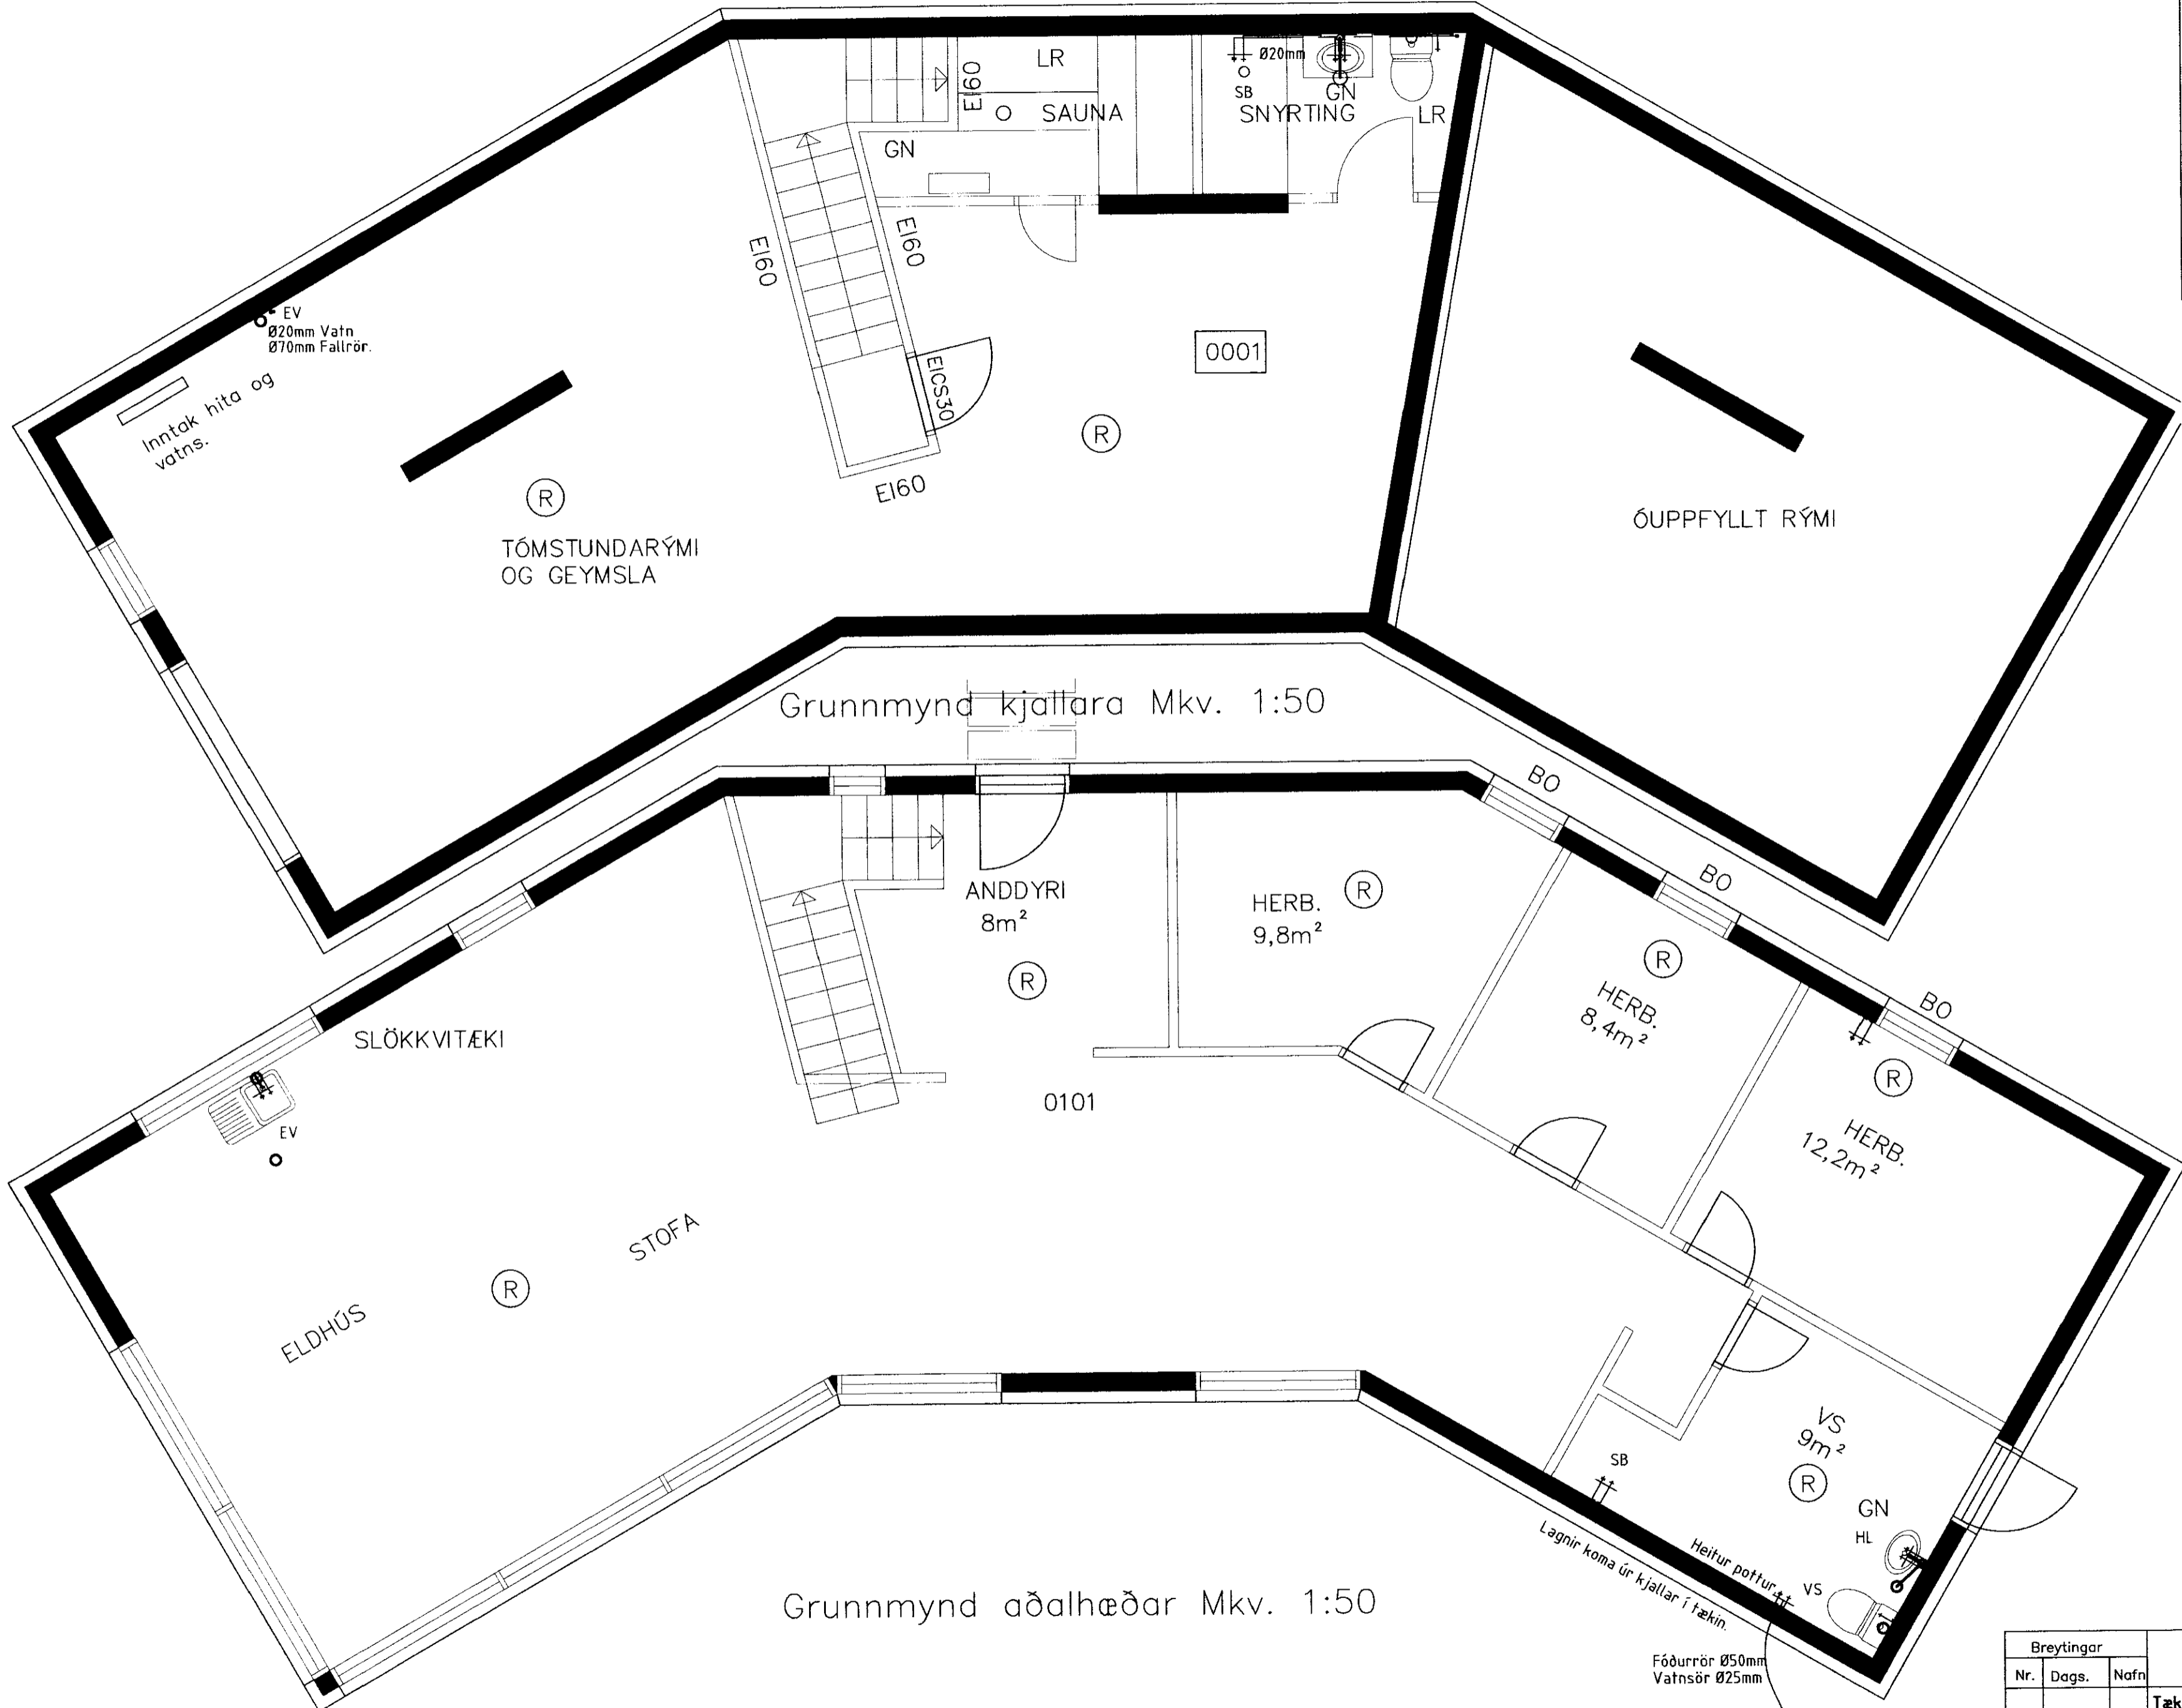 LR
EI60
SAUNA
GN
Ø20mm
SB
GN
SNYRTING
LR
EI60
EI60
EV
Ø20mm Vatn
Ø70mm Fallrör.
Inntak hita og
vatns.
EICS30
0001
R
R
EI60
TÓMSTUNDARÝMI
OG GEYMSLA
ÓUPPFYLLT RÝMI
Grunnmynd kjallara Mkv. 1:50
BO
BO
BO
ANDDYRI
8m²
R
HERB.
9,8m²
R
R
HERB.
8,4m²
R
HERB.
12,2m²
SLÖKKVITÆKI
EV
0101
STOFA
R
ELDHÚS
VS
9m²
R
SB
GN
HL
VS
Heitur pottur
Lagnir koma úr kjallar í tækin.
Grunnmynd aðalhæðar Mkv. 1:50
Fóðurrör Ø50mm
Vatnsör Ø25mm
Breytingar
Nr. Dags. Nafn
Tæk